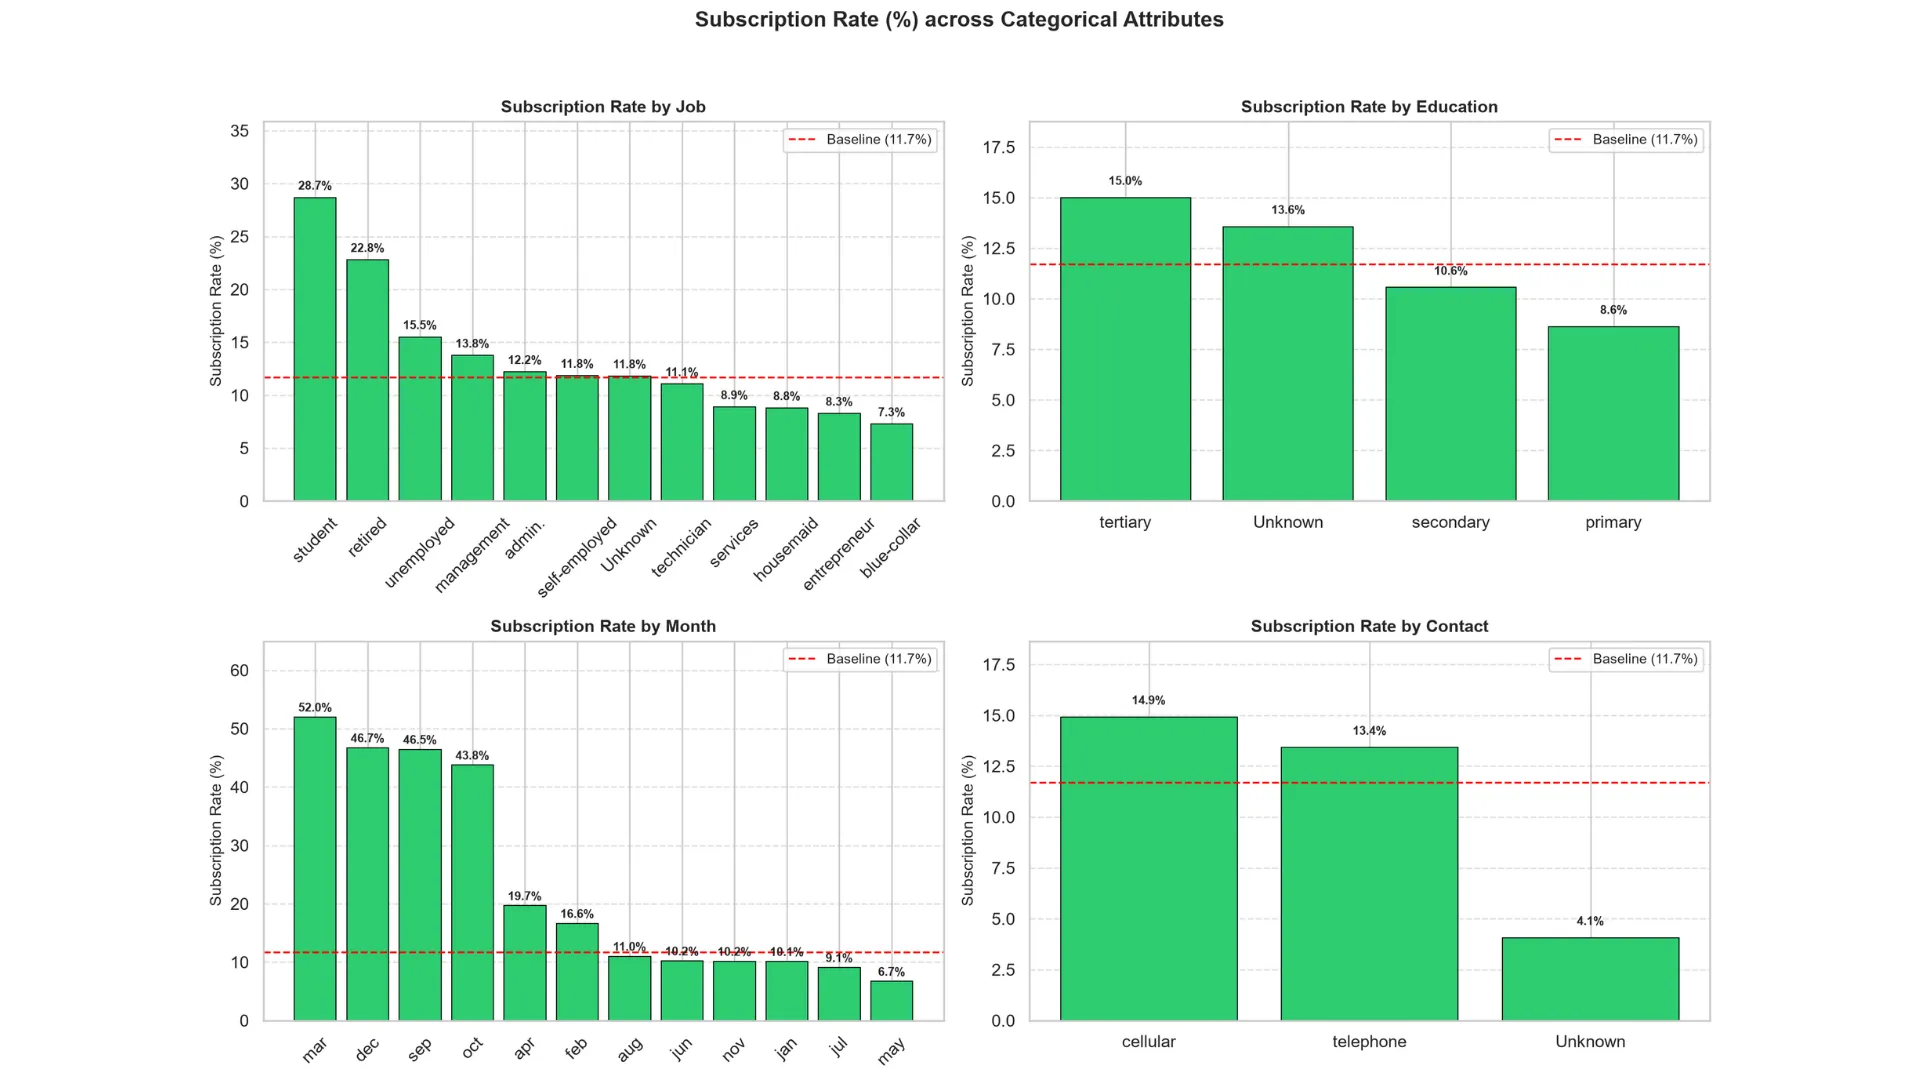 Subscription Rate (%) across Categorical Attributes
Subscription Rate by Job
Baseline (11.7%)
Subscription Rate (%)
35
30
25
20
15
10
5
0
28.7%
22.8%
15.5%
13.8%
12.2%
11.8%
11.8%
11.1%
8.9%
8.8%
8.3%
7.3%
student
retired
unemployed
management
admin.
self-employed
Unknown
technician
services
housemaid
entrepreneur
blue-collar
Subscription Rate by Education
Baseline (11.7%)
Subscription Rate (%)
17.5
15.0
12.5
10.0
7.5
5.0
2.5
0.0
15.0%
13.6%
10.6%
8.6%
tertiary
Unknown
secondary
primary
Subscription Rate by Month
Baseline (11.7%)
Subscription Rate (%)
60
50
40
30
20
10
0
52.0%
46.7%
46.5%
43.8%
19.7%
16.6%
11.0%
10.2%
10.2%
10.1%
9.1%
6.7%
mar
dec
sep
oct
apr
feb
aug
jun
nov
jan
jul
may
Subscription Rate by Contact
Baseline (11.7%)
Subscription Rate (%)
17.5
15.0
12.5
10.0
7.5
5.0
2.5
0.0
14.9%
13.4%
4.1%
cellular
telephone
Unknown